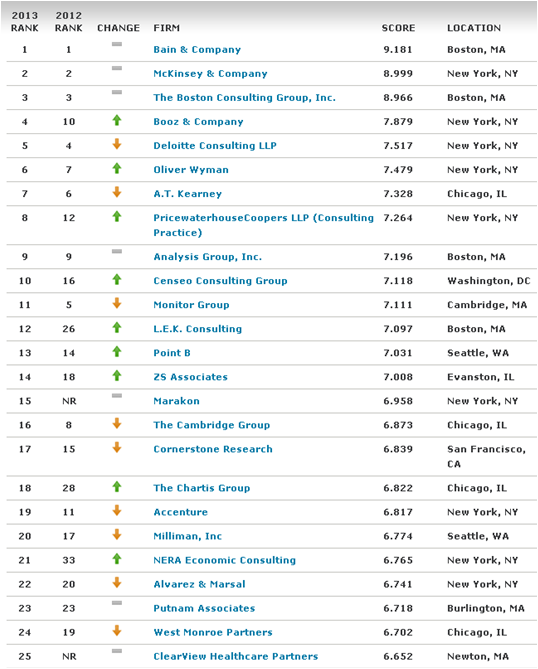 2013 2012
RANK RANK CHANGE FIRM SCORE LOCATION
1 1 Bain & Company 9.181 Boston, MA
2 2 McKinsey & Company 8.999 New York, NY
3 3 The Boston Consulting Group, Inc. 8.966 Boston, MA
4 10 Booz & Company 7.879 New York, NY
5 4 Deloitte Consulting LLP 7.517 New York, NY
6 7 Oliver Wyman 7.479 New York, NY
7 6 A.T. Kearney 7.328 Chicago, IL
8 12 PricewaterhouseCoopers LLP (Consulting 7.264 New York, NY
Practice)
9 9 Analysis Group, Inc. 7.196 Boston, MA
10 16 Censeo Consulting Group 7.118 Washington, DC
11 5 Monitor Group 7.111 Cambridge, MA
12 26 L.E.K. Consulting 7.097 Boston, MA
13 14 Point B 7.031 Seattle, WA
14 18 ZS Associates 7.008 Evanston, IL
15 NR Marakon 6.958 New York, NY
16 8 The Cambridge Group 6.873 Chicago, IL
17 15 Cornerstone Research 6.839 San Francisco,
CA
18 28 The Chartis Group 6.822 Chicago, IL
19 11 Accenture 6.817 New York, NY
20 17 Milliman, Inc 6.774 Seattle, WA
21 33 NERA Economic Consulting 6.765 New York, NY
22 20 Alvarez & Marsal 6.741 New York, NY
23 23 Putnam Associates 6.718 Burlington, MA
24 19 West Monroe Partners 6.702 Chicago, IL
25 NR ClearView Healthcare Partners 6.652 Newton, MA